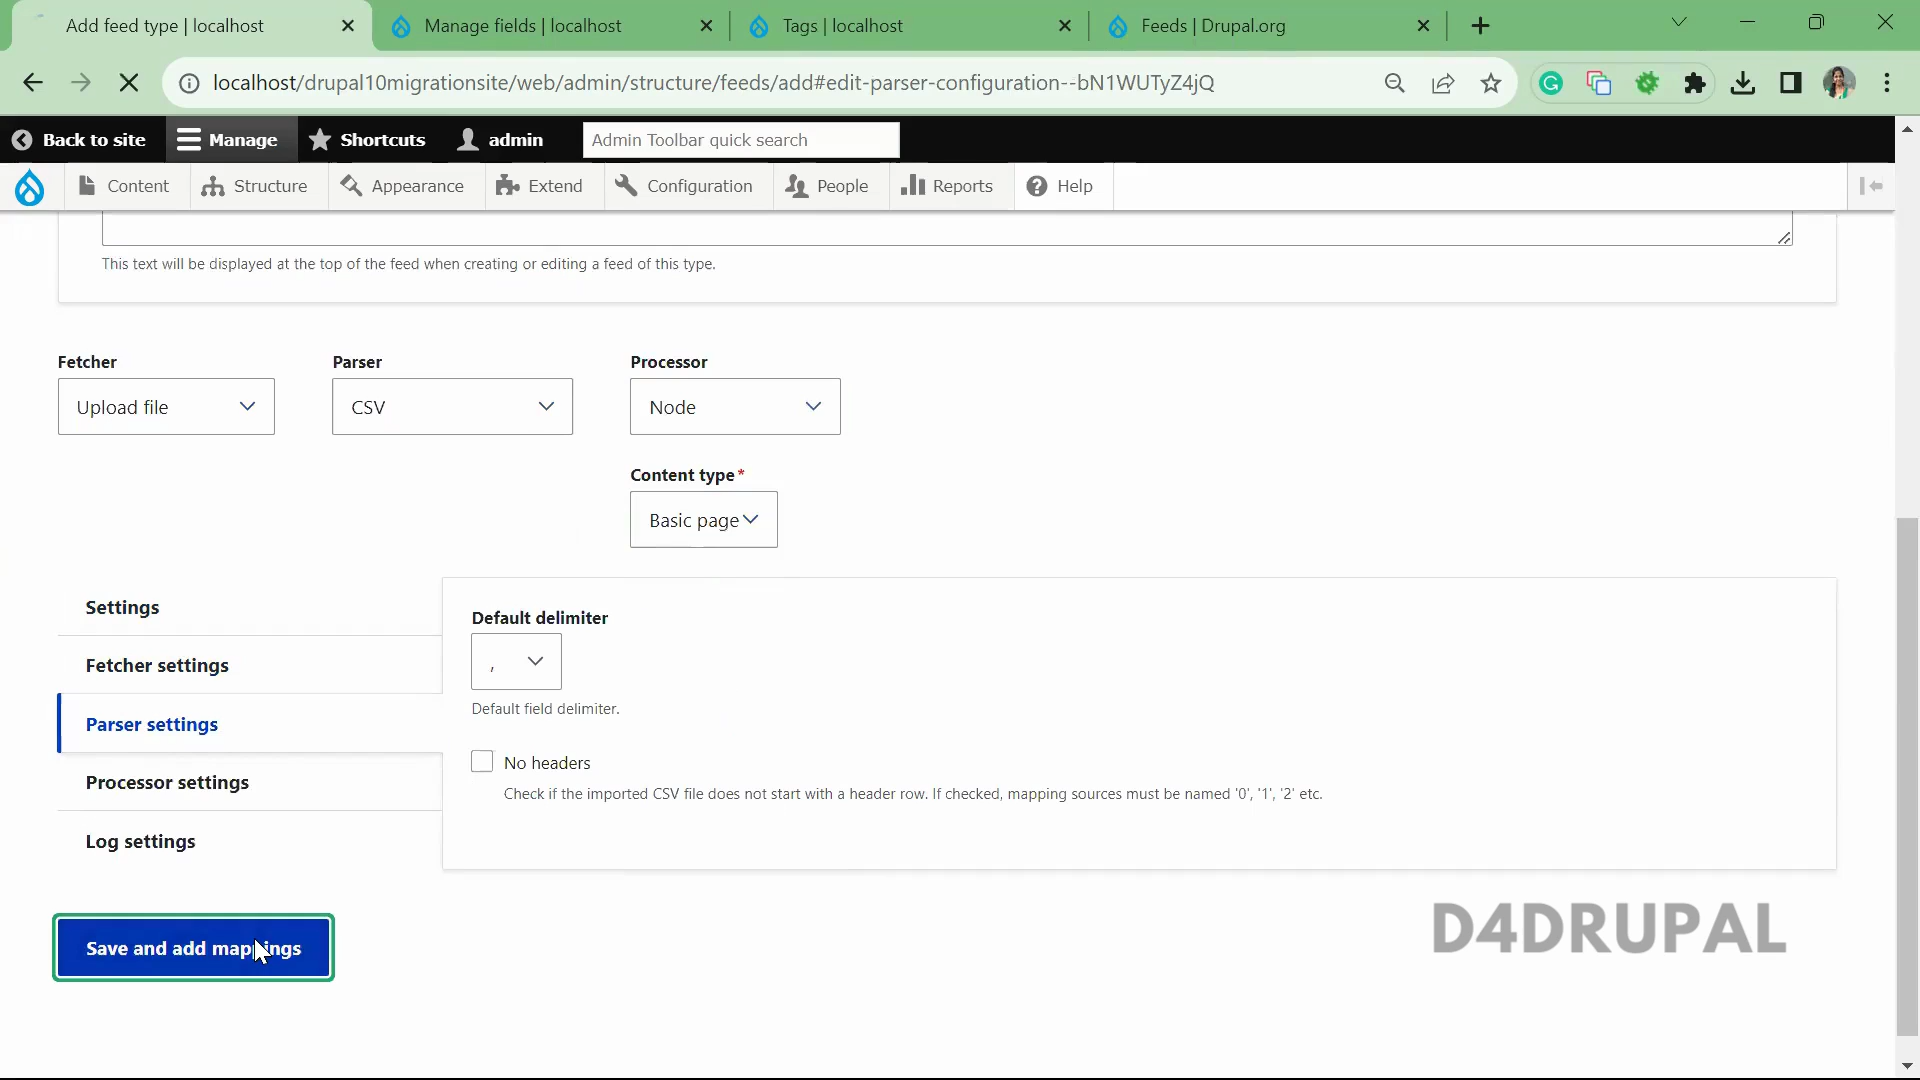 Add feed type | localhost
Manage fields | localhost
Tags | localhost
Feeds | Drupal.org
localhost/drupal10migrationsite/web/admin/structure/feeds/add#edit-parser-configuration--bN1WUTyZ4jQ
Back to site
Manage
Shortcuts
admin
Admin Toolbar quick search
Content
Structure
Appearance
Extend
Configuration
People
Reports
Help
This text will be displayed at the top of the feed when creating or editing a feed of this type.
Fetcher
Parser
Processor
Upload file
CSV
Node
Content type*
Basic page
Settings
Fetcher settings
Parser settings
Processor settings
Log settings
Default delimiter
,
Default field delimiter.
No headers
Check if the imported CSV file does not start with a header row. If checked, mapping sources must be named '0', '1', '2' etc.
Save and add mappings
D4DRUPAL